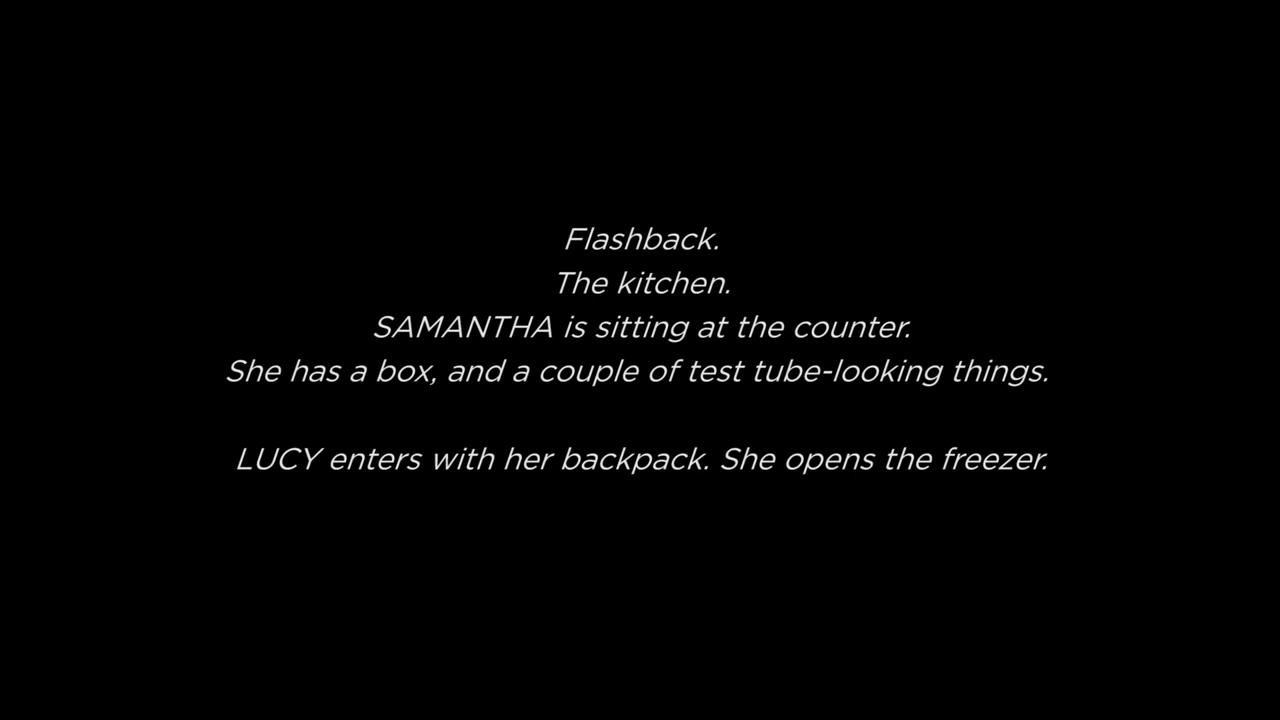 Flashback.
The kitchen.
SAMANTHA is sitting at the counter.
She has a box, and a couple of test tube-looking things.
LUCY enters with her backpack. She opens the freezer.